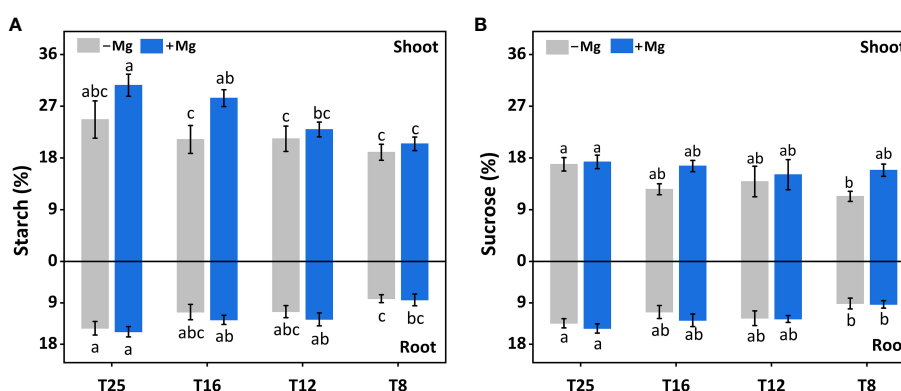 A
−Mg +Mg Shoot
Starch (%)
36
27
18
9
0
9
18
abc a c ab c bc c c
a a abc ab abc ab c bc
Root
T25 T16 T12 T8
B
−Mg +Mg Shoot
Sucrose (%)
36
27
18
9
0
9
18
a a ab ab ab ab b ab
a a ab ab ab ab b b
Root
T25 T16 T12 T8